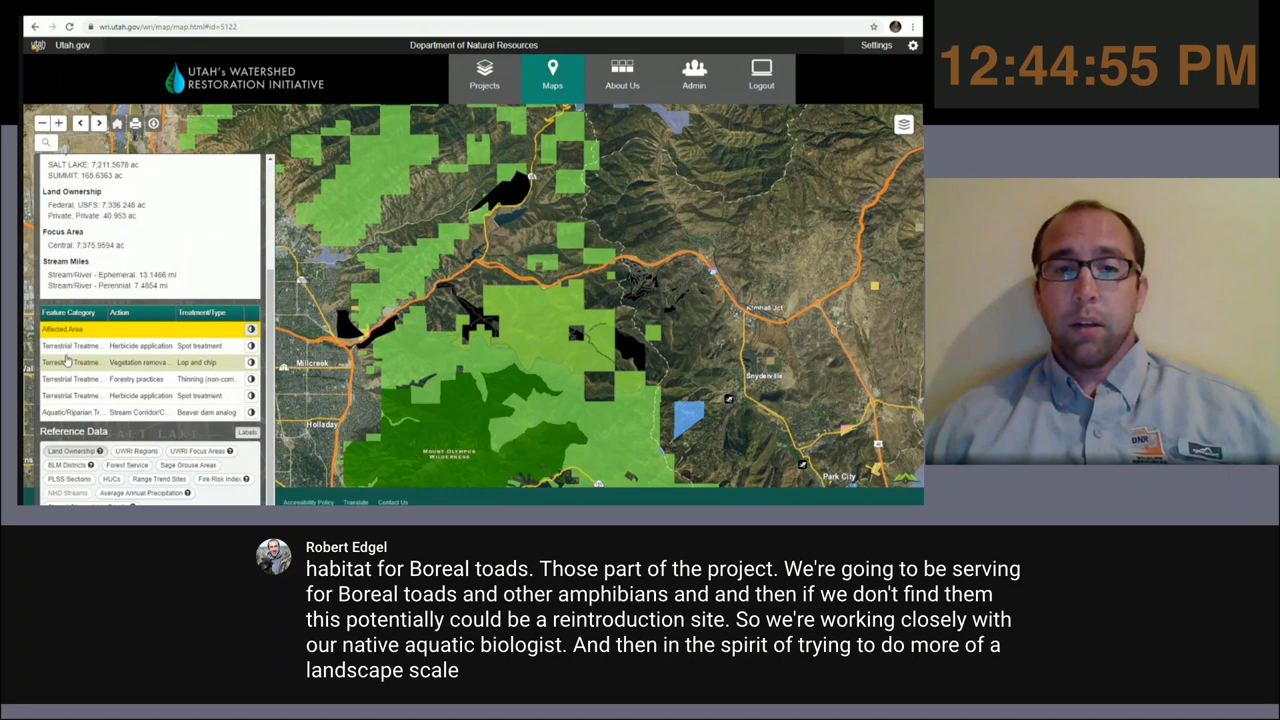 wri.utah.gov/wri/map/map.html#id=5122
12:44:55 PM
Utah.gov
Department of Natural Resources
Settings
UTAH'S WATERSHED
RESTORATION INITIATIVE
Projects
Maps
About Us
Admin
Logout
SALT LAKE: 7,211.5678 ac
SUMMIT: 165.6363 ac
Land Ownership
Federal, USFS: 7,336.248 ac
Private, Private: 40.953 ac
Focus Area
Central: 7,375.9594 ac
Stream Miles
Stream/River - Ephemeral: 13.1466 mi
Stream/River - Perennial: 7.4854 mi
Feature Category Action Treatment/Type
Affected Area
Terrestrial Treatme... Herbicide application Spot treatment
Terrestrial Treatme... Vegetation remova... Lop and chip
Terrestrial Treatme... Forestry practices Thinning (non-com...
Terrestrial Treatme... Herbicide application Spot treatment
Aquatic/Riparian Tr... Stream Corridor/C... Beaver dam analog
Reference Data
Labels
Land Ownership UWRI Regions UWRI Focus Areas
BLM Districts Forest Service Sage Grouse Areas
PLSS Sections HUCs Range Trend Sites Fire Risk Index
NHD Streams Average Annual Precipitation
Millcreek
Holladay
MOUNT OLYMPUS
WILDERNESS
Kimball Jct
Snyderville
Park City
Accessibility Policy Translate Contact Us
DNR
Robert Edgel
habitat for Boreal toads. Those part of the project. We're going to be serving
for Boreal toads and other amphibians and and then if we don't find them
this potentially could be a reintroduction site. So we're working closely with
our native aquatic biologist. And then in the spirit of trying to do more of a
landscape scale